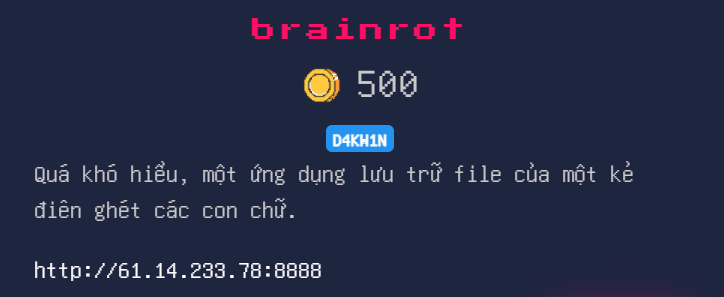 brainrot
500
D4KW1N
Quá khó hiểu, một ứng dụng lưu trữ file của một kẻ
điên ghét các con chữ.
http://61.14.233.78:8888